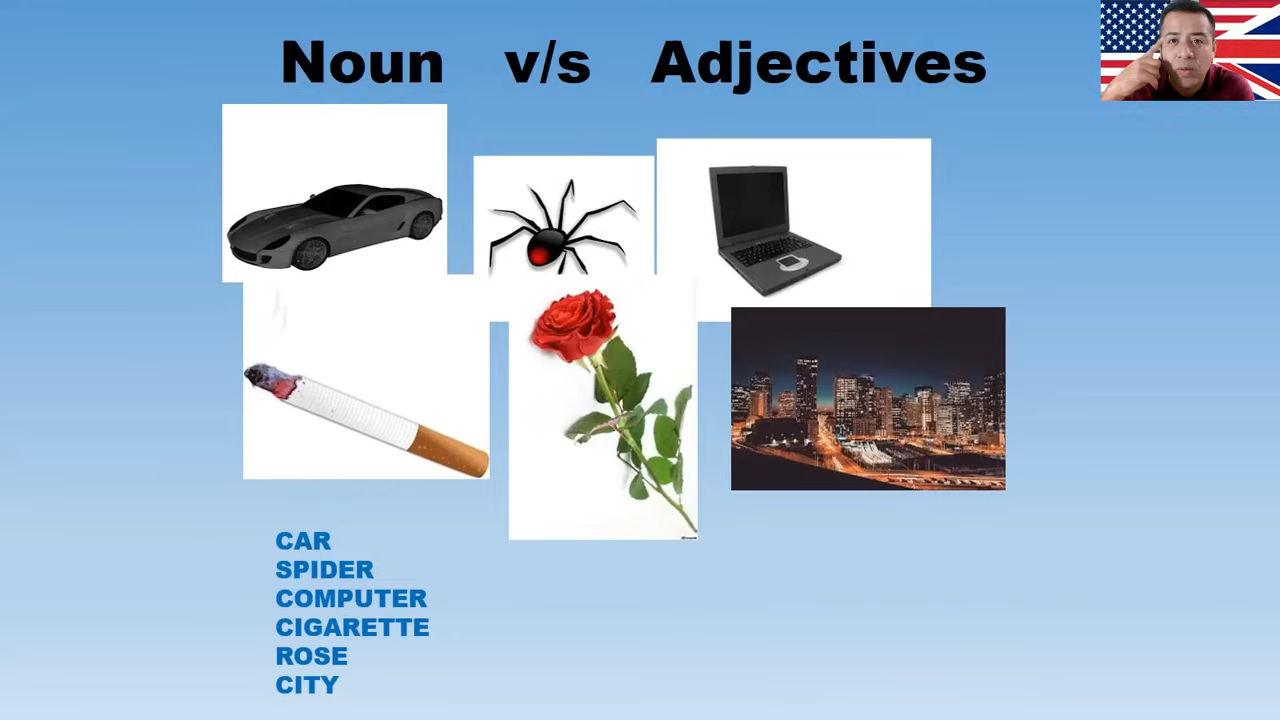 Noun v/s Adjectives
CAR
SPIDER
COMPUTER
CIGARETTE
ROSE
CITY